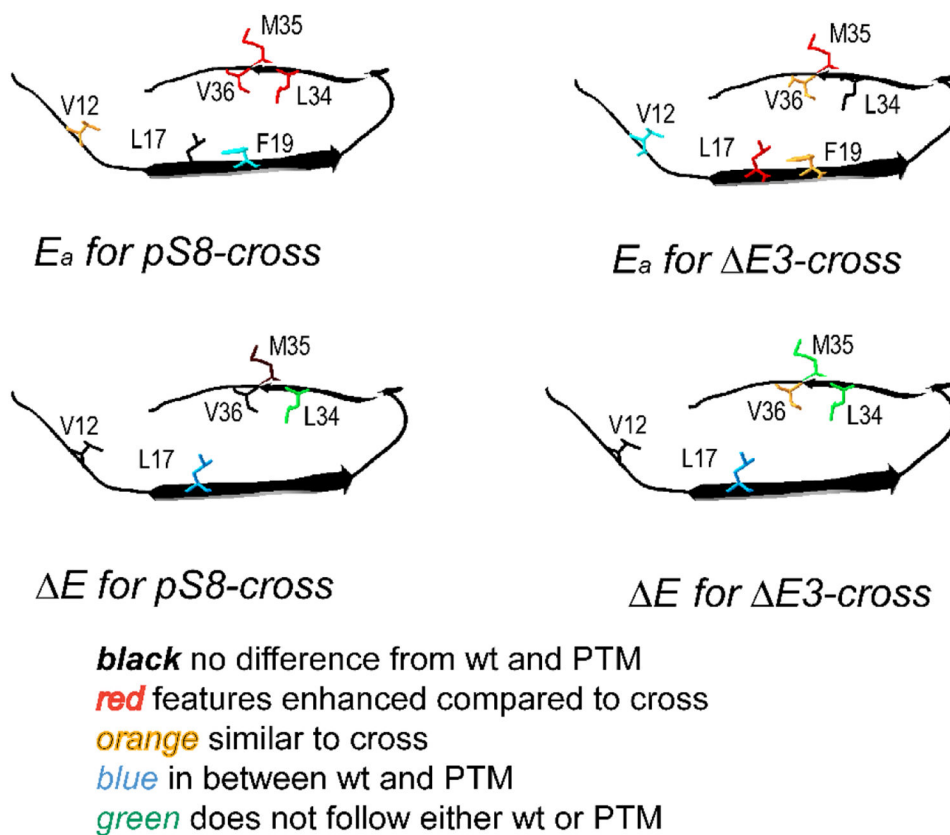 M35
M35
V36
L34
V36
L34
V12
V12
L17
F19
L17
F19
Ea for pS8-cross
Ea for ΔE3-cross
M35
M35
V36
L34
V36
L34
V12
V12
L17
L17
ΔE for pS8-cross
ΔE for ΔE3-cross
black no difference from wt and PTM
red features enhanced compared to cross
orange similar to cross
blue in between wt and PTM
green does not follow either wt or PTM